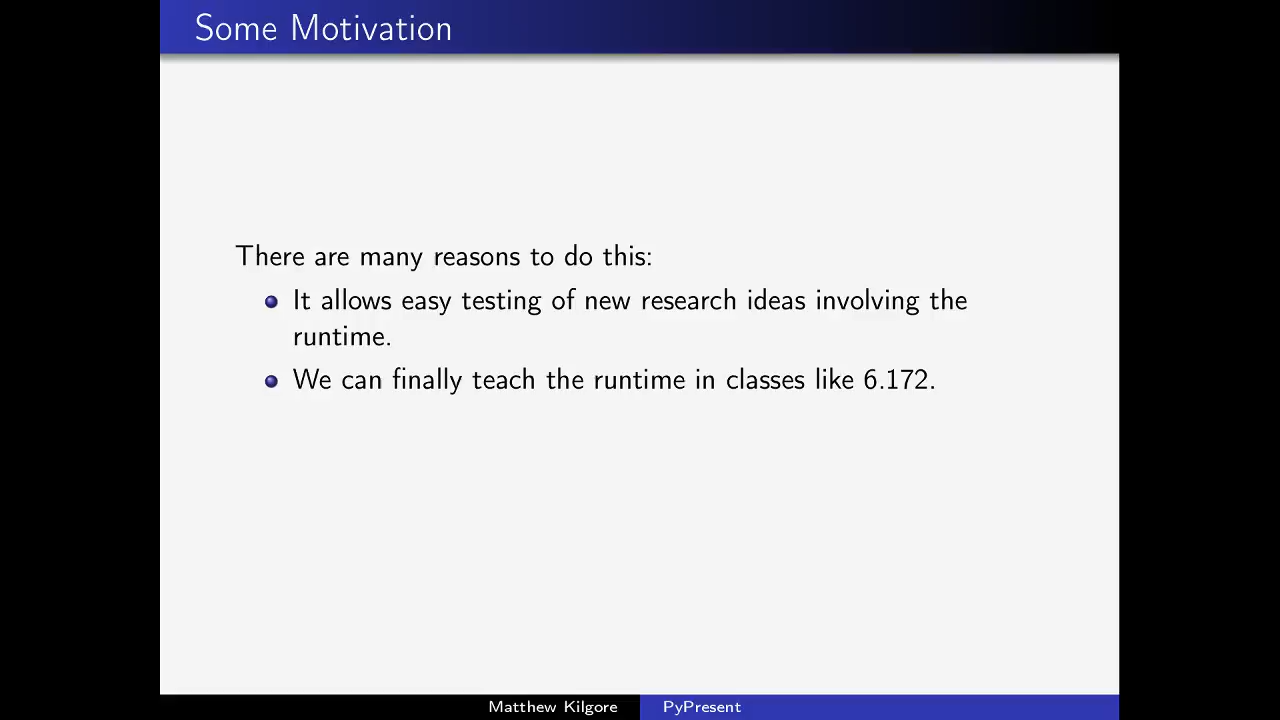 Some Motivation
There are many reasons to do this:
It allows easy testing of new research ideas involving the
runtime.
We can finally teach the runtime in classes like 6.172.
Matthew Kilgore
PyPresent